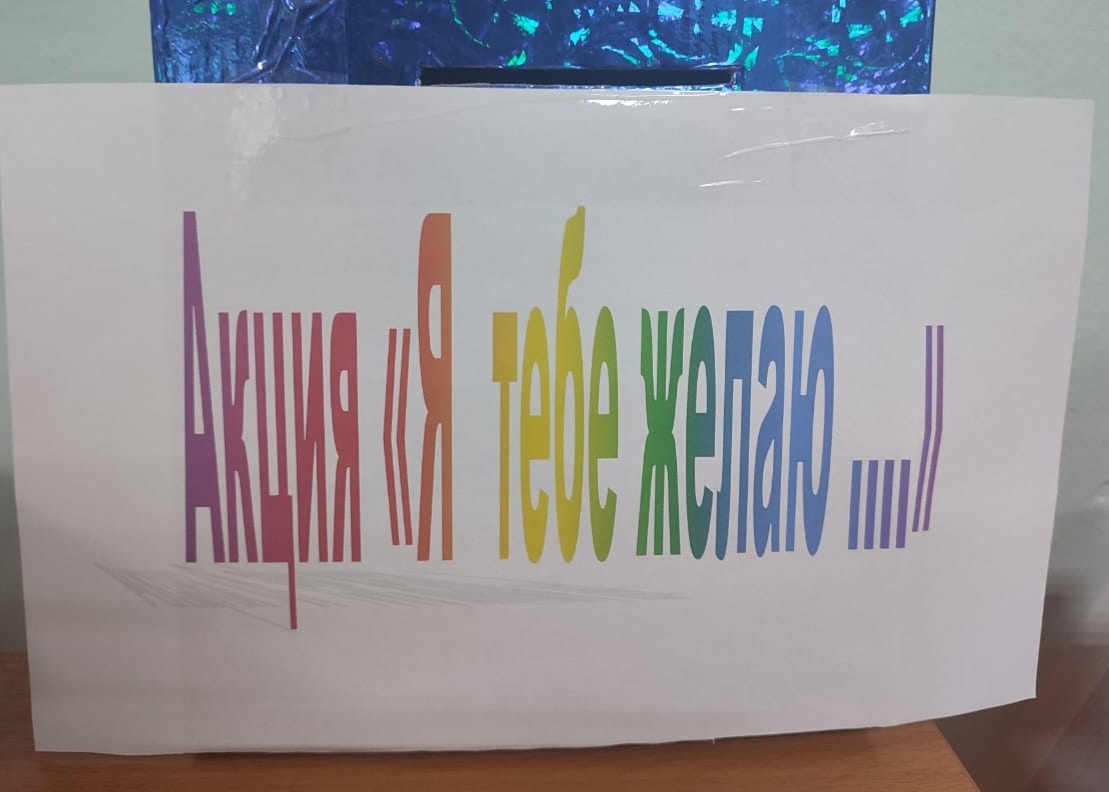 Акция «Я тебе желаю ....»